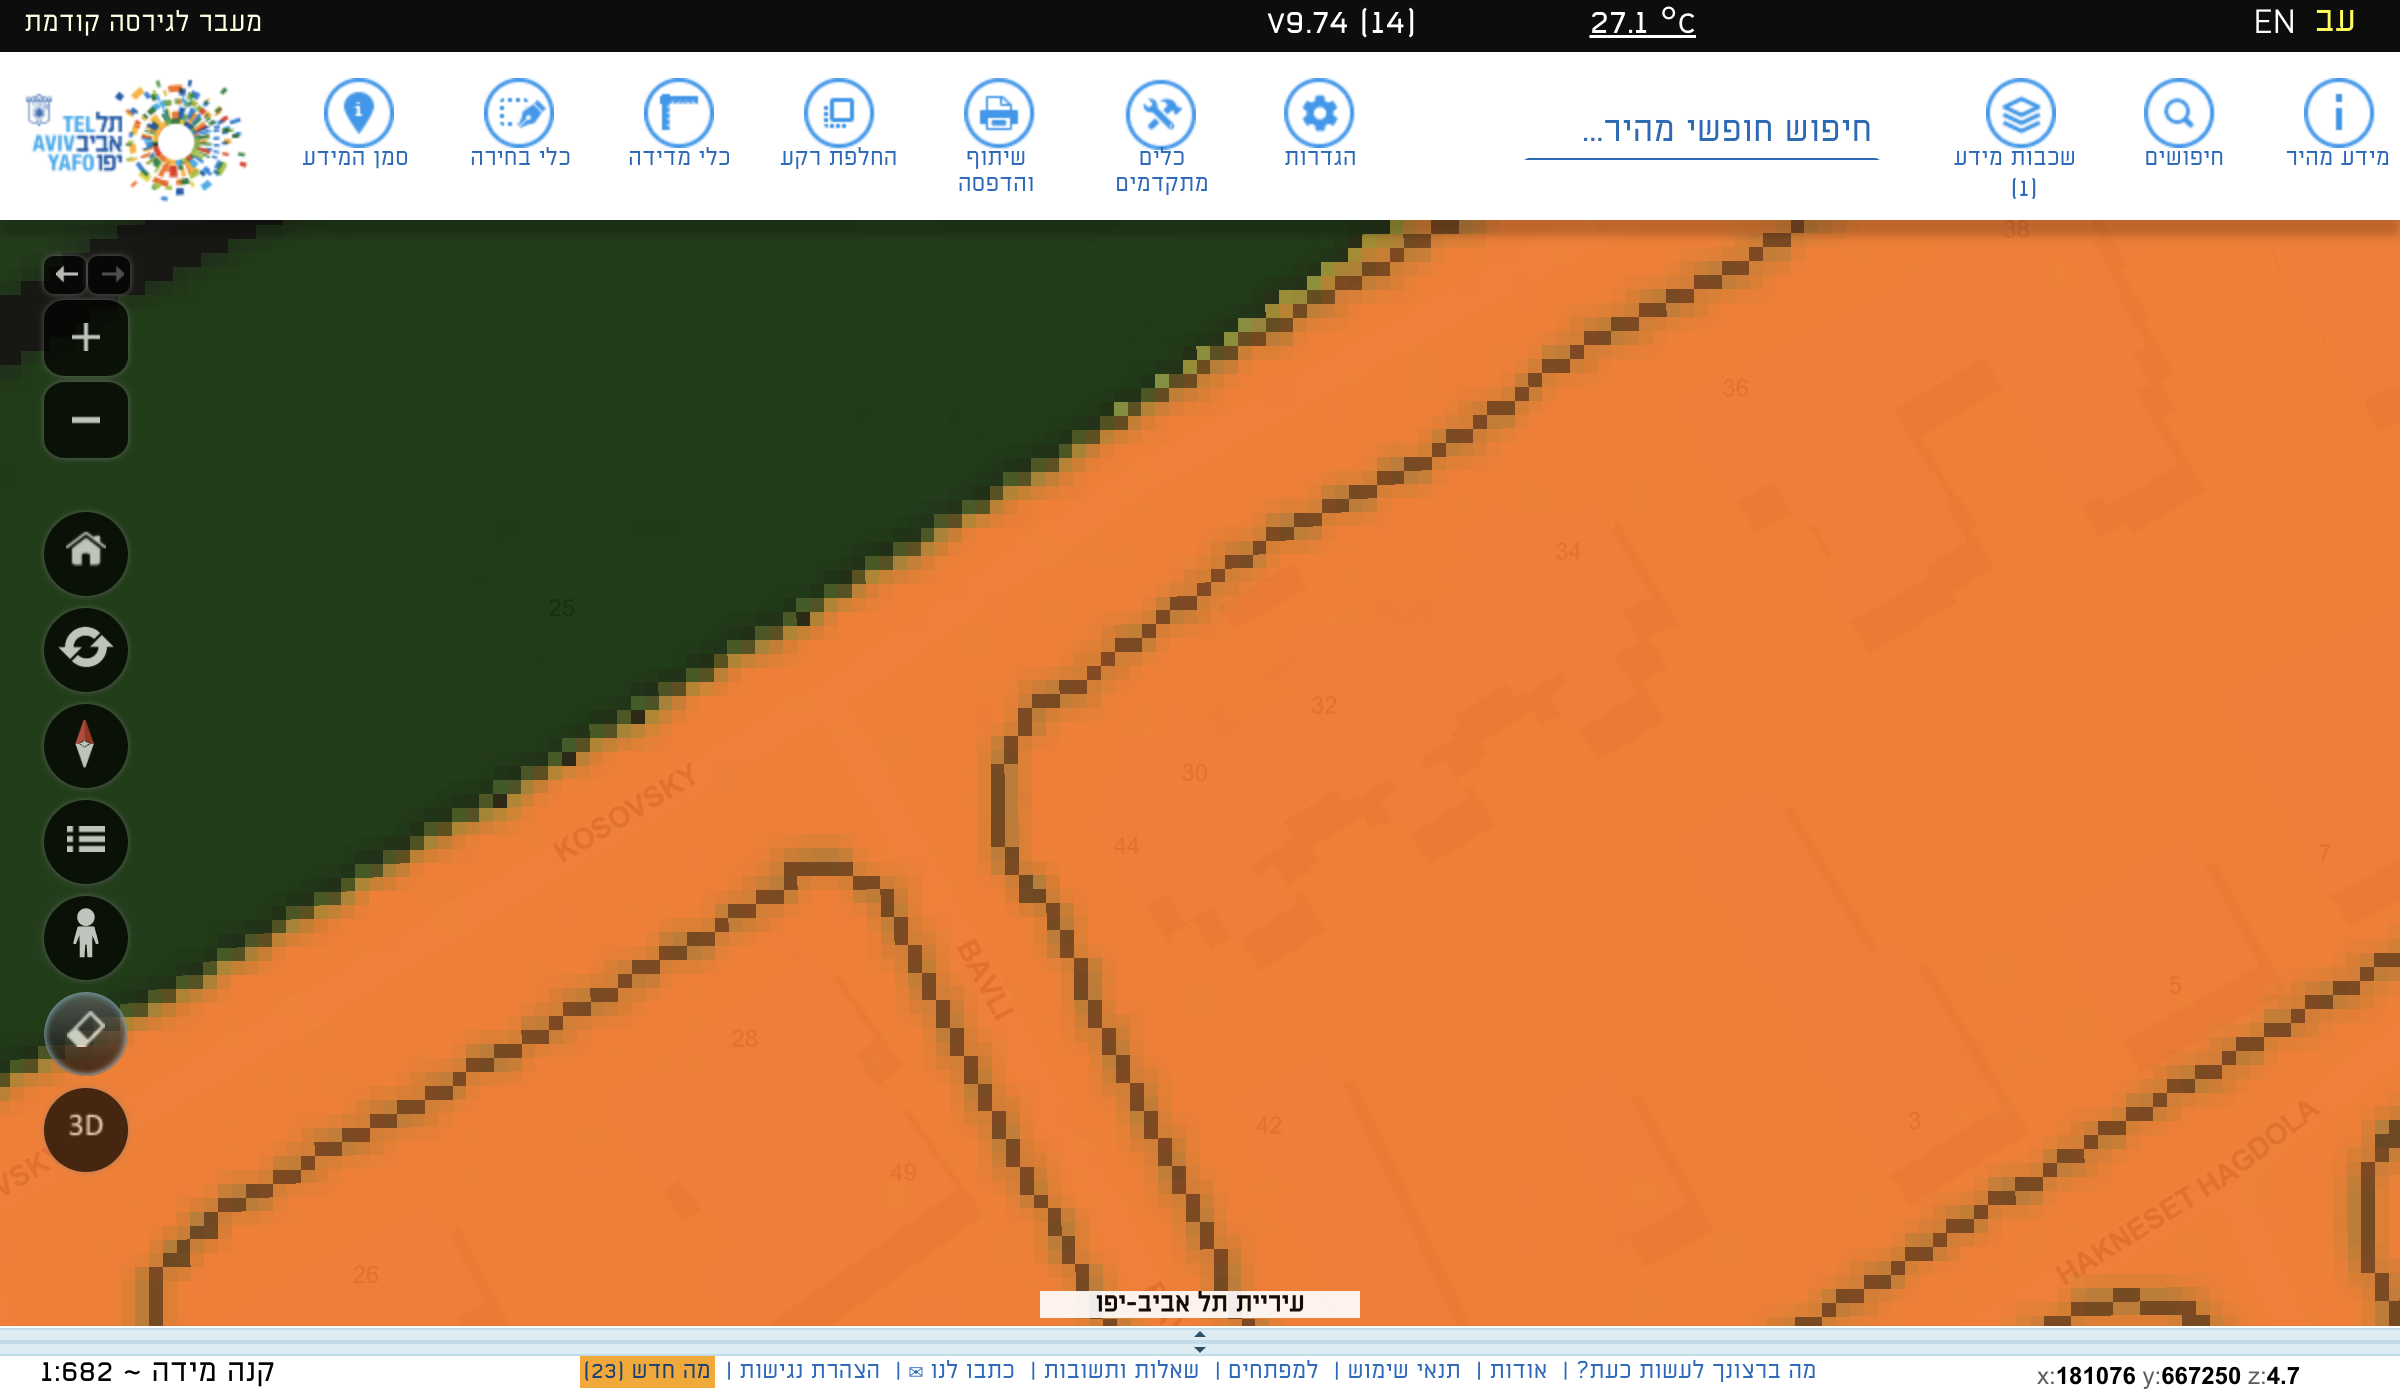 מעבר לגירסה קודמת
V9.74 (14)
27.1 °C
EN עב
תל
אביב
יפו
TEL
AVIV
YAFO
סמן המידע
כלי בחירה
כלי מדידה
החלפת רקע
שיתוף
והדפסה
כלים
מתקדמים
הגדרות
חיפוש חופשי מהיר...
שכבות מידע
(1)
חיפושים
מידע מהיר
38
36
34
25
32
30
KOSOVSKY
44
7
BAVLI
5
28
42
3
3D
49
HAKNESET HAGDOLA
26
עיריית תל אביב-יפו
קנה מידה ~ 1:682
מה ברצונך לעשות כעת? | אודות | תנאי שימוש | למפתחים | שאלות ותשובות | כתבו לנו ✉ | הצהרת נגישות | מה חדש (23)
x:181076 y:667250 z:4.7